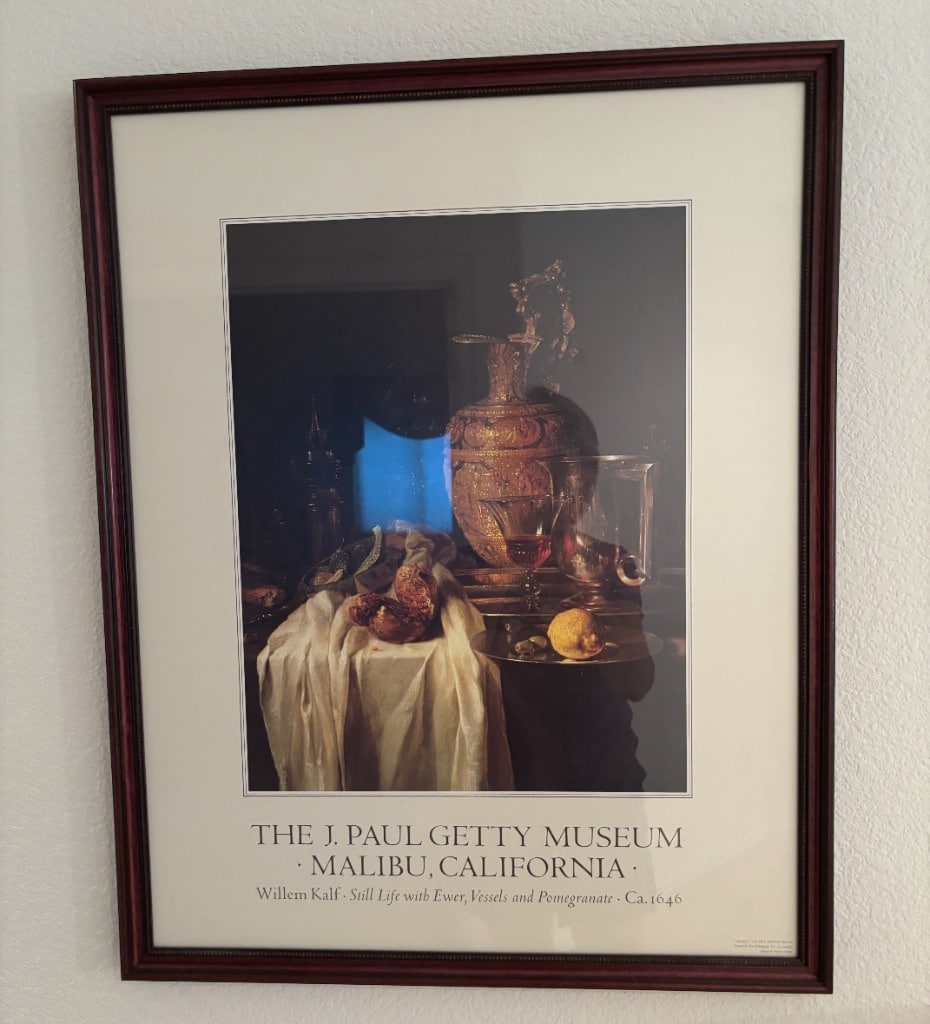 THE J. PAUL GETTY MUSEUM
· MALIBU, CALIFORNIA ·
Willem Kalf · Still Life with Ewer, Vessels and Pomegranate · Ca. 1646